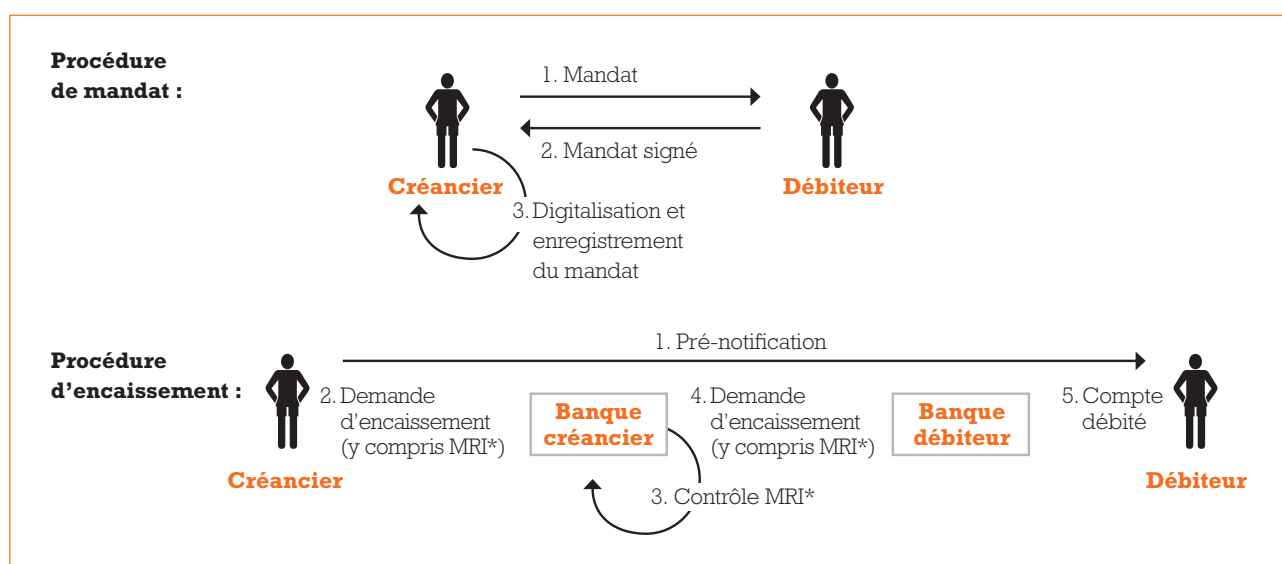 Procédure
de mandat :
1. Mandat
2. Mandat signé
Créancier
Débiteur
3. Digitalisation et
enregistrement
du mandat
Procédure
d’encaissement :
1. Pré-notification
2. Demande
d’encaissement
(y compris MRI*)
Banque
créancier
4. Demande
d’encaissement
(y compris MRI*)
Banque
débiteur
5. Compte
débité
Créancier
3. Contrôle MRI*
Débiteur